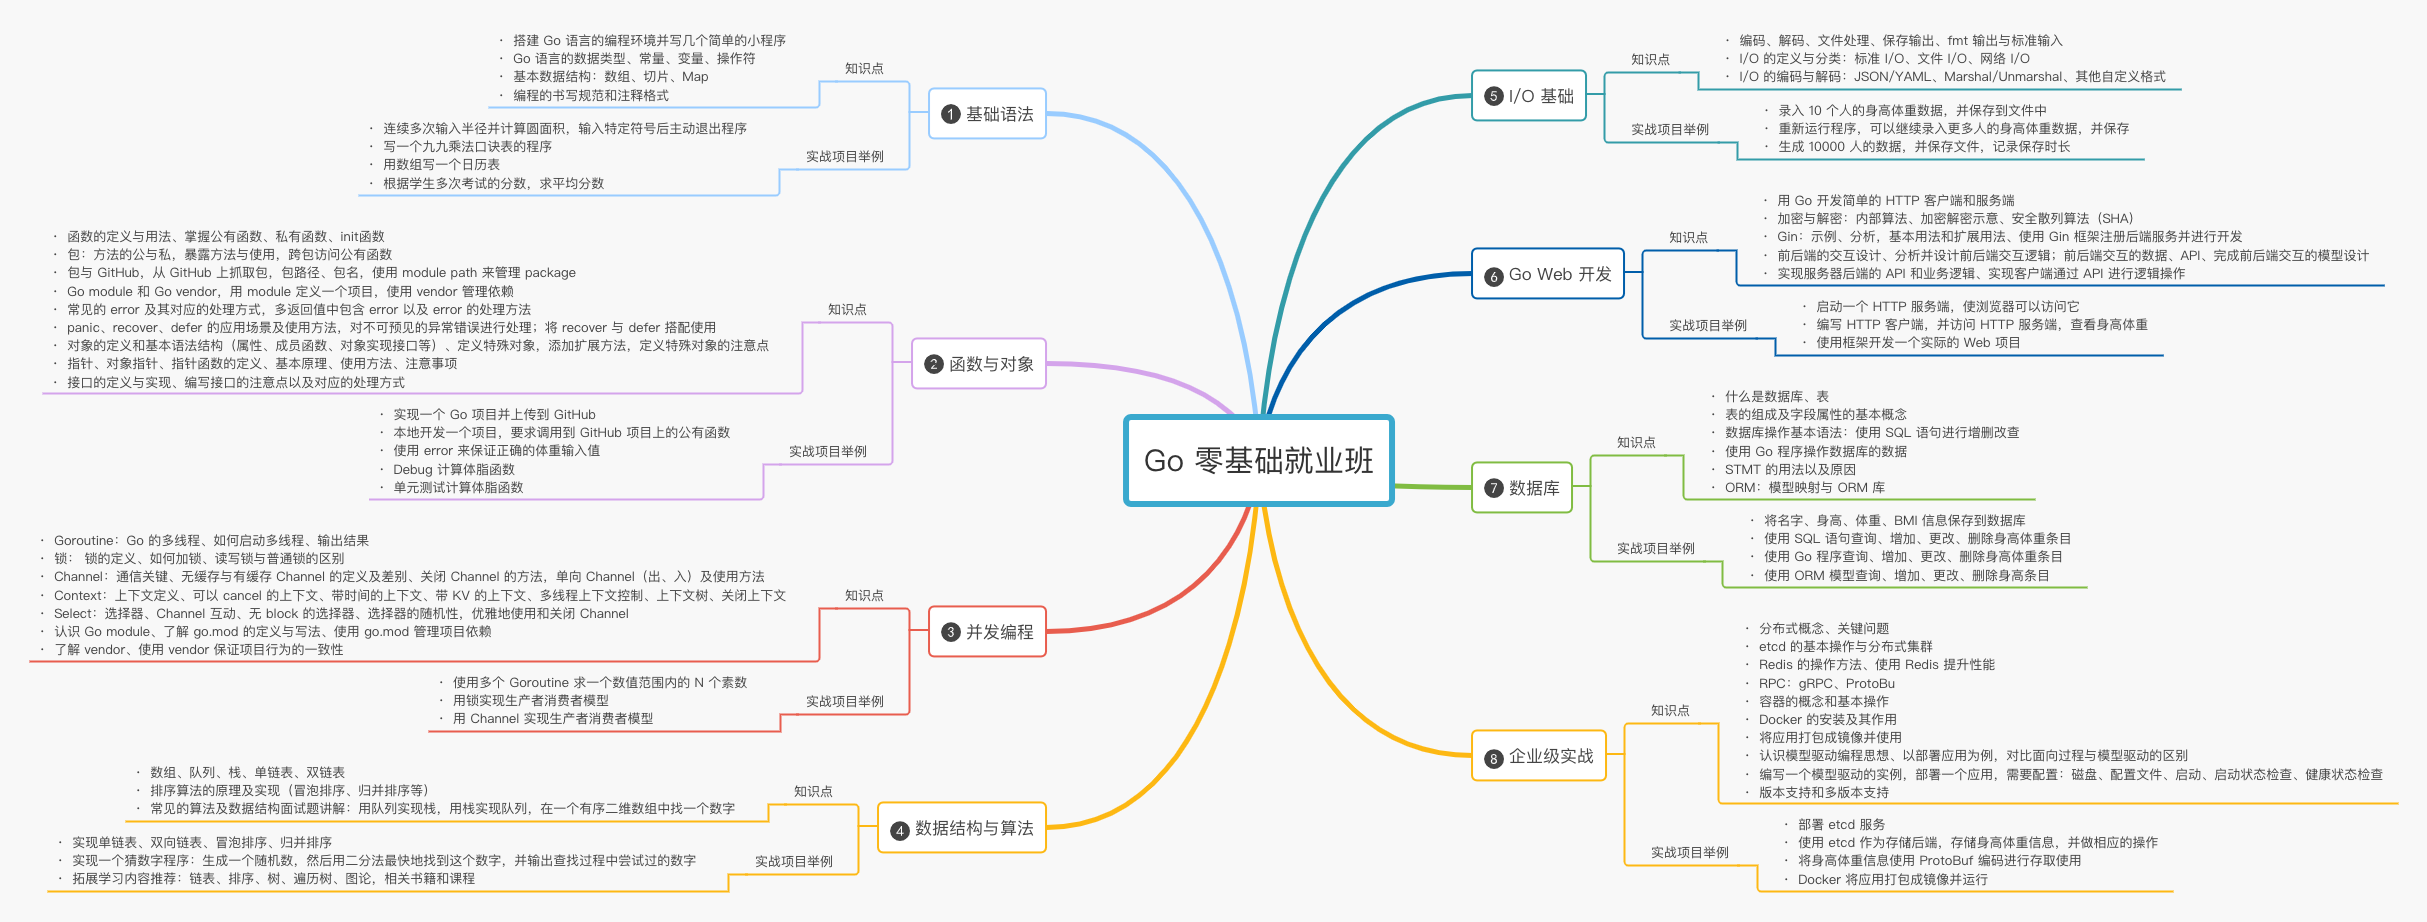 Go 零基础就业班
1 基础语法
知识点
· 搭建 Go 语言的编程环境并写几个简单的小程序
· Go 语言的数据类型、常量、变量、操作符
· 基本数据结构：数组、切片、Map
· 编程的书写规范和注释格式
实战项目举例
· 连续多次输入半径并计算圆面积，输入特定符号后主动退出程序
· 写一个九九乘法口诀表的程序
· 用数组写一个日历表
· 根据学生多次考试的分数，求平均分数
2 函数与对象
知识点
· 函数的定义与用法、掌握公有函数、私有函数、init函数
· 包：方法的公与私，暴露方法与使用，跨包访问公有函数
· 包与 GitHub，从 GitHub 上抓取包，包路径、包名，使用 module path 来管理 package
· Go module 和 Go vendor，用 module 定义一个项目，使用 vendor 管理依赖
· 常见的 error 及其对应的处理方式，多返回值中包含 error 以及 error 的处理方法
· panic、recover、defer 的应用场景及使用方法，对不可预见的异常错误进行处理；将 recover 与 defer 搭配使用
· 对象的定义和基本语法结构（属性、成员函数、对象实现接口等）、定义特殊对象，添加扩展方法，定义特殊对象的注意点
· 指针、对象指针、指针函数的定义、基本原理、使用方法、注意事项
· 接口的定义与实现、编写接口的注意点以及对应的处理方式
实战项目举例
· 实现一个 Go 项目并上传到 GitHub
· 本地开发一个项目，要求调用到 GitHub 项目上的公有函数
· 使用 error 来保证正确的体重输入值
· Debug 计算体脂函数
· 单元测试计算体脂函数
3 并发编程
知识点
· Goroutine：Go 的多线程、如何启动多线程、输出结果
· 锁： 锁的定义、如何加锁、读写锁与普通锁的区别
· Channel：通信关键、无缓存与有缓存 Channel 的定义及差别、关闭 Channel 的方法，单向 Channel（出、入）及使用方法
· Context：上下文定义、可以 cancel 的上下文、带时间的上下文、带 KV 的上下文、多线程上下文控制、上下文树、关闭上下文
· Select：选择器、Channel 互动、无 block 的选择器、选择器的随机性，优雅地使用和关闭 Channel
· 认识 Go module、了解 go.mod 的定义与写法、使用 go.mod 管理项目依赖
· 了解 vendor、使用 vendor 保证项目行为的一致性
实战项目举例
· 使用多个 Goroutine 求一个数值范围内的 N 个素数
· 用锁实现生产者消费者模型
· 用 Channel 实现生产者消费者模型
4 数据结构与算法
知识点
· 数组、队列、栈、单链表、双链表
· 排序算法的原理及实现（冒泡排序、归并排序等）
· 常见的算法及数据结构面试题讲解：用队列实现栈，用栈实现队列，在一个有序二维数组中找一个数字
实战项目举例
· 实现单链表、双向链表、冒泡排序、归并排序
· 实现一个猜数字程序：生成一个随机数，然后用二分法最快地找到这个数字，并输出查找过程中尝试过的数字
· 拓展学习内容推荐：链表、排序、树、遍历树、图论，相关书籍和课程
5 I/O 基础
知识点
· 编码、解码、文件处理、保存输出、fmt 输出与标准输入
· I/O 的定义与分类：标准 I/O、文件 I/O、网络 I/O
· I/O 的编码与解码：JSON/YAML、Marshal/Unmarshal、其他自定义格式
实战项目举例
· 录入 10 个人的身高体重数据，并保存到文件中
· 重新运行程序，可以继续录入更多人的身高体重数据，并保存
· 生成 10000 人的数据，并保存文件，记录保存时长
6 Go Web 开发
知识点
· 用 Go 开发简单的 HTTP 客户端和服务端
· 加密与解密：内部算法、加密解密示意、安全散列算法（SHA）
· Gin：示例、分析，基本用法和扩展用法、使用 Gin 框架注册后端服务并进行开发
· 前后端的交互设计、分析并设计前后端交互逻辑；前后端交互的数据、API、完成前后端交互的模型设计
· 实现服务器后端的 API 和业务逻辑、实现客户端通过 API 进行逻辑操作
实战项目举例
· 启动一个 HTTP 服务端，使浏览器可以访问它
· 编写 HTTP 客户端，并访问 HTTP 服务端，查看身高体重
· 使用框架开发一个实际的 Web 项目
7 数据库
知识点
· 什么是数据库、表
· 表的组成及字段属性的基本概念
· 数据库操作基本语法：使用 SQL 语句进行增删改查
· 使用 Go 程序操作数据库的数据
· STMT 的用法以及原因
· ORM：模型映射与 ORM 库
实战项目举例
· 将名字、身高、体重、BMI 信息保存到数据库
· 使用 SQL 语句查询、增加、更改、删除身高体重条目
· 使用 Go 程序查询、增加、更改、删除身高体重条目
· 使用 ORM 模型查询、增加、更改、删除身高条目
8 企业级实战
知识点
· 分布式概念、关键问题
· etcd 的基本操作与分布式集群
· Redis 的操作方法、使用 Redis 提升性能
· RPC：gRPC、ProtoBu
· 容器的概念和基本操作
· Docker 的安装及其作用
· 将应用打包成镜像并使用
· 认识模型驱动编程思想、以部署应用为例，对比面向过程与模型驱动的区别
· 编写一个模型驱动的实例，部署一个应用，需要配置：磁盘、配置文件、启动、启动状态检查、健康状态检查
· 版本支持和多版本支持
实战项目举例
· 部署 etcd 服务
· 使用 etcd 作为存储后端，存储身高体重信息，并做相应的操作
· 将身高体重信息使用 ProtoBuf 编码进行存取使用
· Docker 将应用打包成镜像并运行